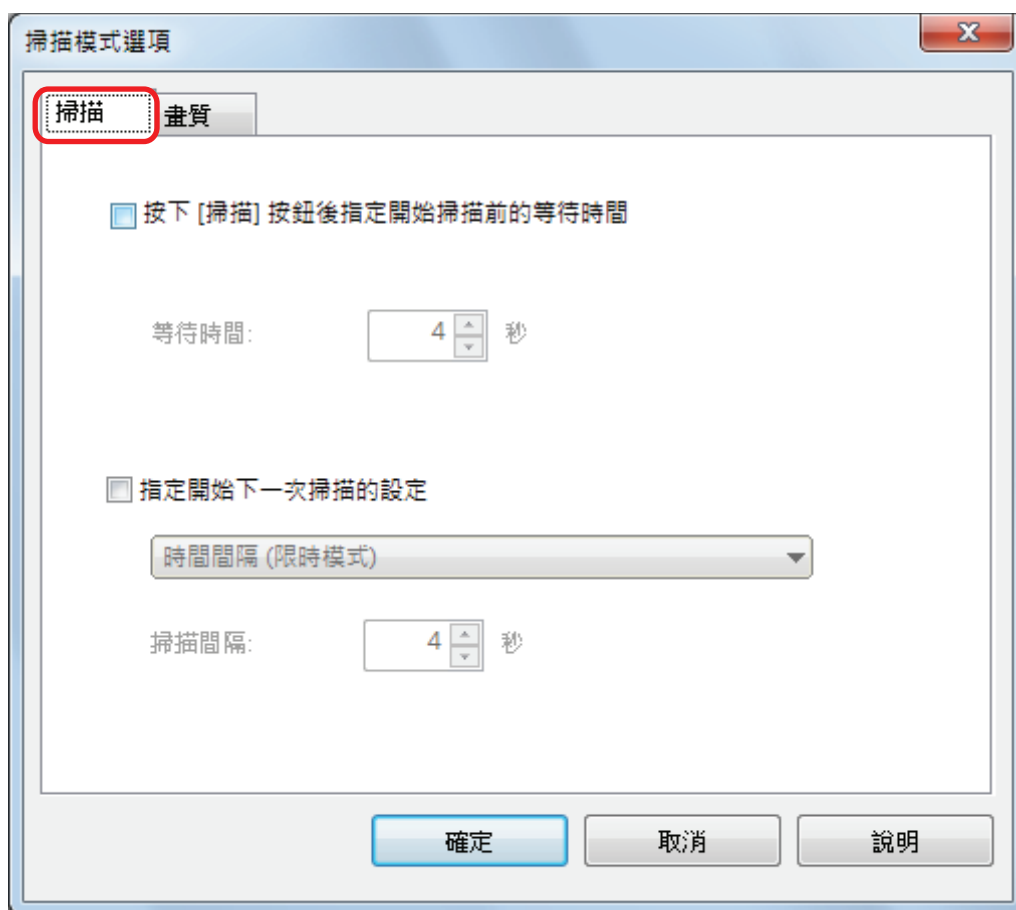 掃描模式選項
掃描 畫質
按下 [掃描] 按鈕後指定開始掃描前的等待時間
等待時間: 4 秒
指定開始下一次掃描的設定
時間間隔 (限時模式)
掃描間隔: 4 秒
確定 取消 說明